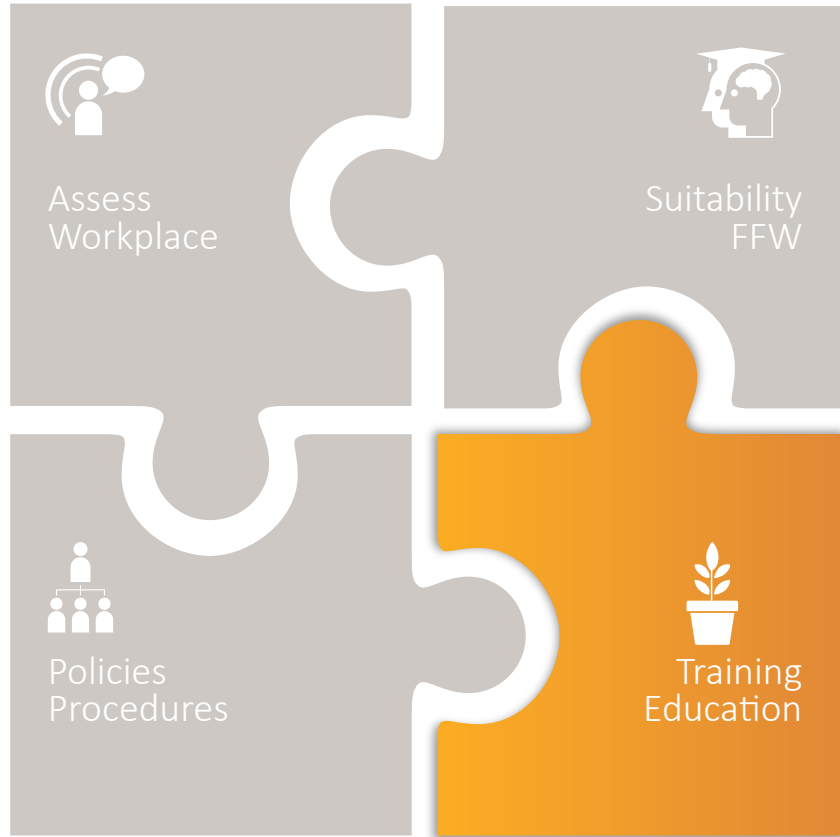 Assess
Workplace
Suitability
FFW
Policies
Procedures
Training
Education